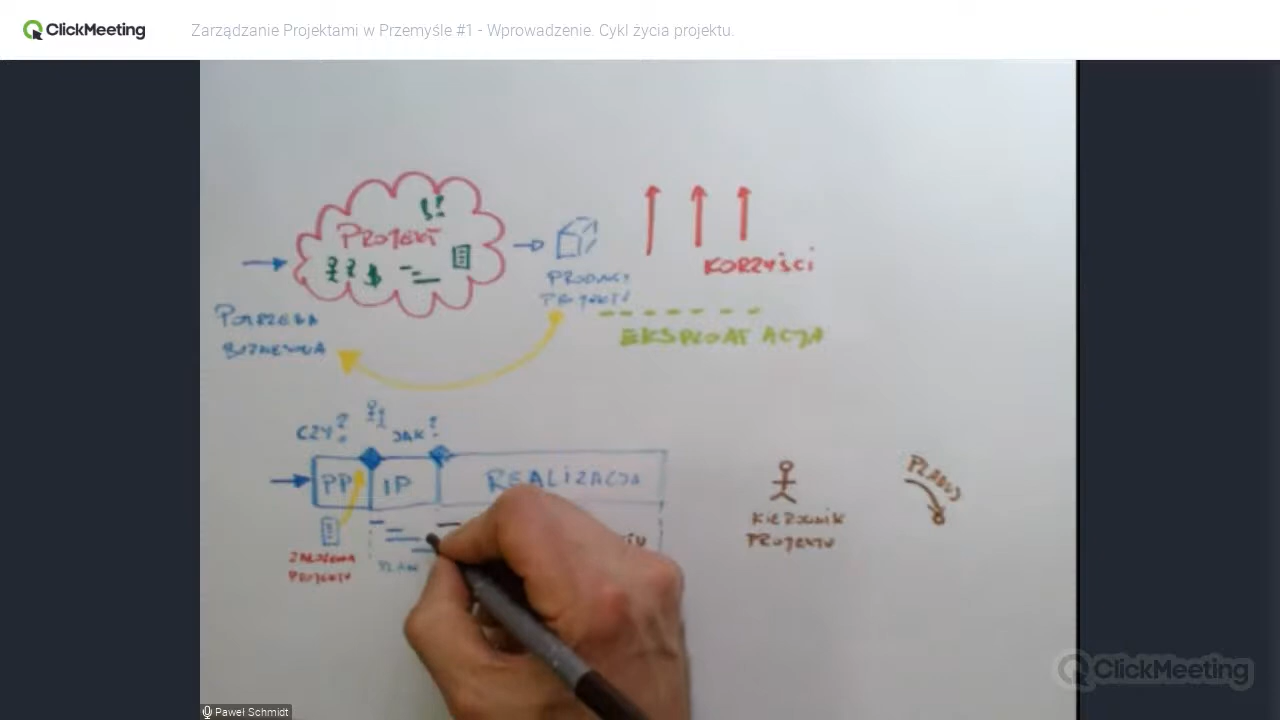 ClickMeeting
Zarządzanie Projektami w Przemyśle #1 - Wprowadzenie. Cykl życia projektu.
!?
PROJEKT
$
KORZYŚCI
PRODUKT
PROJEKTU
POTRZEBA
BIZNESOWA
EKSPLOATACJA
CZY?
JAK?
PP
IP
REALIZACJA
PLANUJ
KIEROWNIK
PROJEKTU
ZAŁOŻENIA
PROJEKTU
PLAN
ClickMeeting
Paweł Schmidt